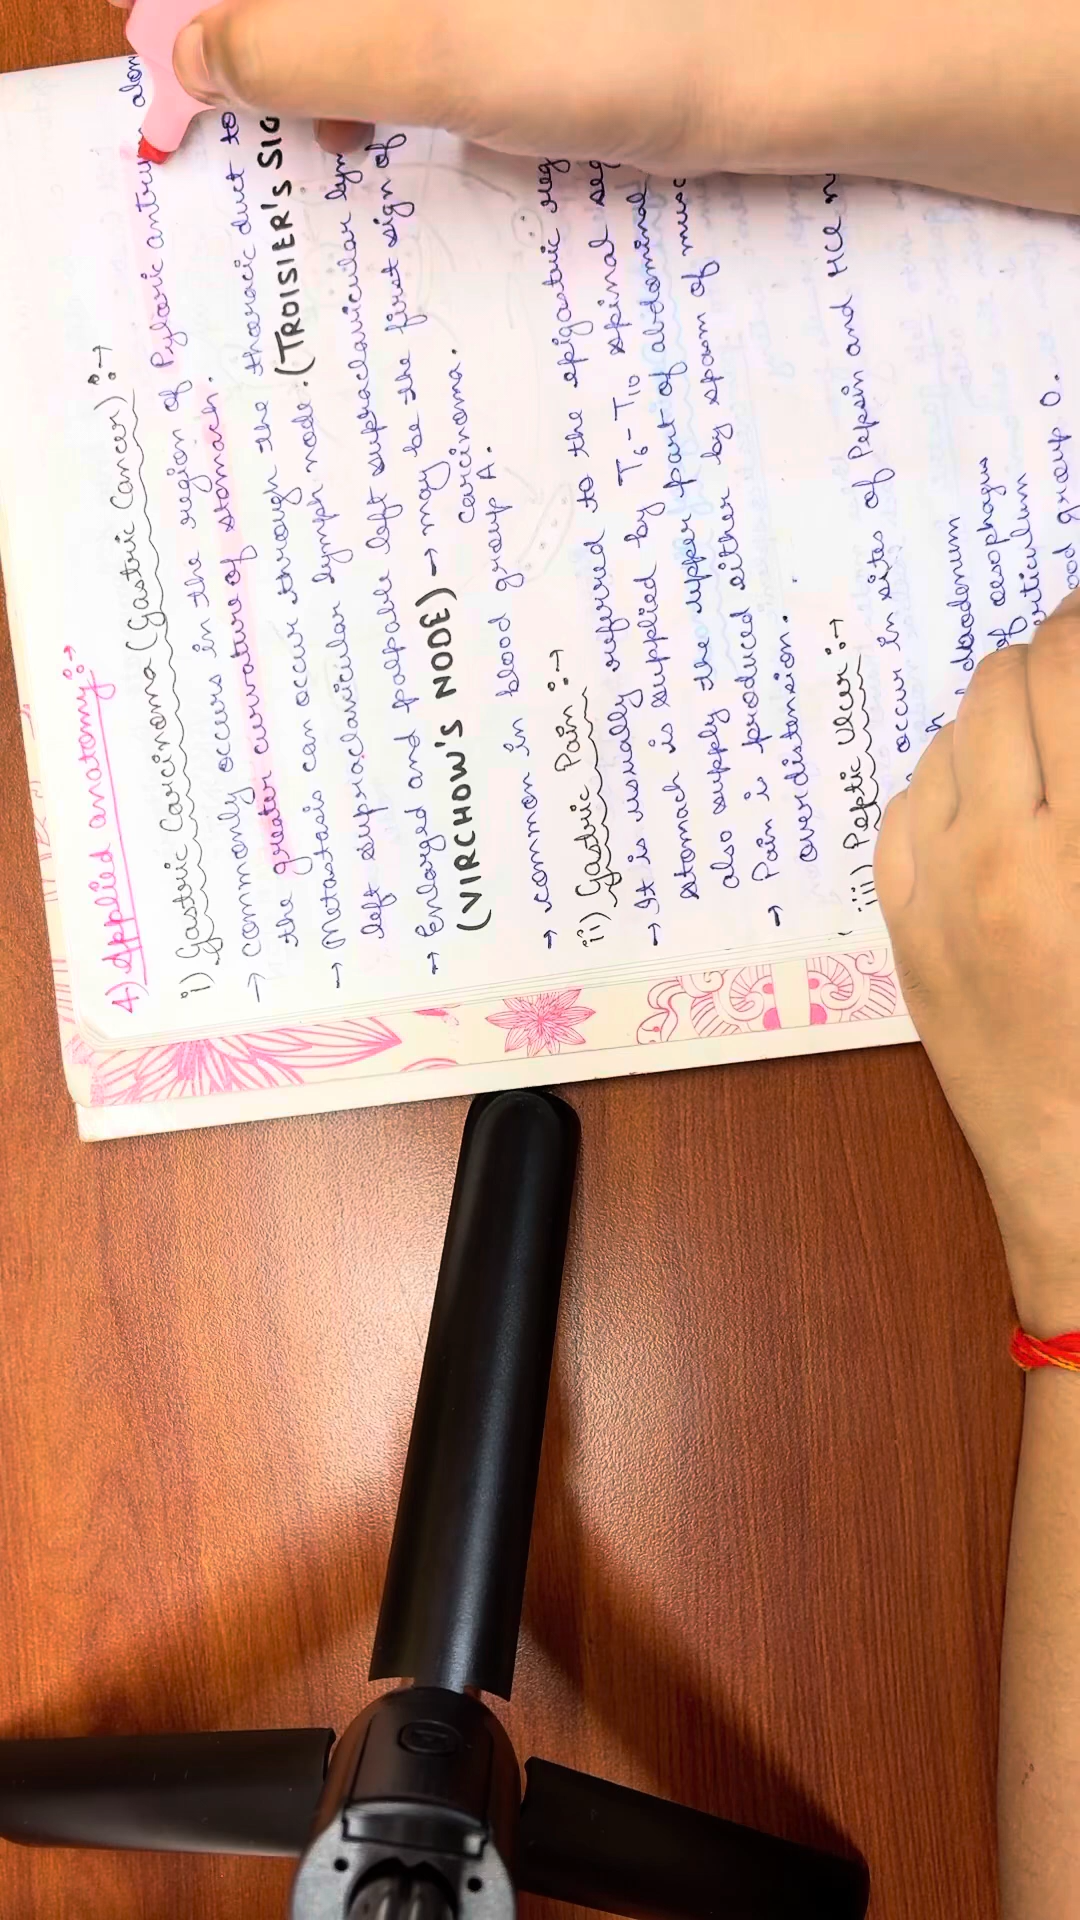 4) Applied anatomy :→
i) Gastric Carcinoma (Gastric Cancer) :→
→ commonly occurs in the region of Pyloric antrum along
the greater curvature of stomach.
→ Metastasis can occur through the thoracic duct to
left supraclavicular lymph node. (TROISIER'S SIG
→ Enlarged and palpable left supraclavicular lym
(VIRCHOW'S NODE) → may be the first sign of
carcinoma.
→ common in blood group A.
ii) Gastric Pain :→
→ It is usually referred to the epigastric reg
stomach is supplied by T6-T10 spinal seg
also supply the upper part of abdominal
→ Pain is produced either by spasm of musc
overdistension.
iii) Peptic Ulcer :→
occur in sites of Pepsin and HCl
duodenum
of oesophagus
group O.